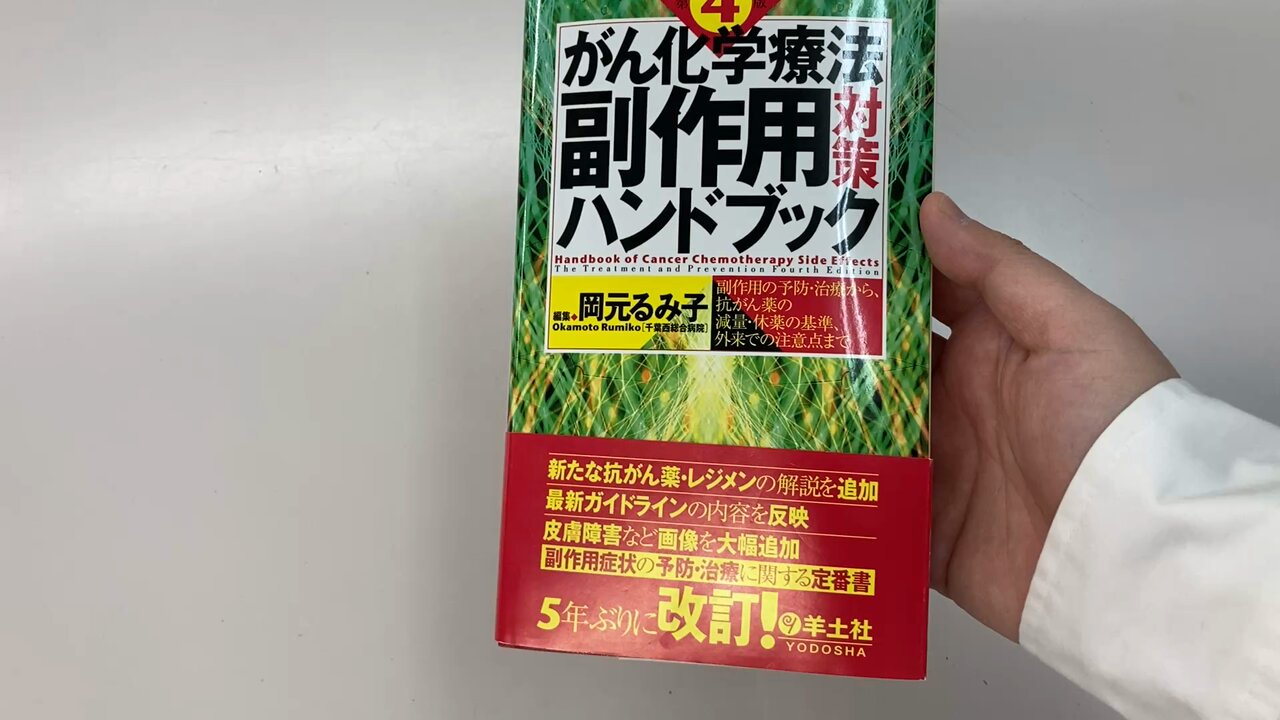 第4版
がん化学療法
副作用対策
ハンドブック
Handbook of Cancer Chemotherapy Side Effects
The Treatment and Prevention Fourth Edition
編集◆岡元るみ子
Okamoto Rumiko[千葉西総合病院]
副作用の予防・治療から、
抗がん薬の
減量・休薬の基準、
外来での注意点まで
新たな抗がん薬・レジメンの解説を追加
最新ガイドラインの内容を反映
皮膚障害など画像を大幅追加
副作用症状の予防・治療に関する定番書
5年ぶりに改訂!
羊土社
YODOSHA